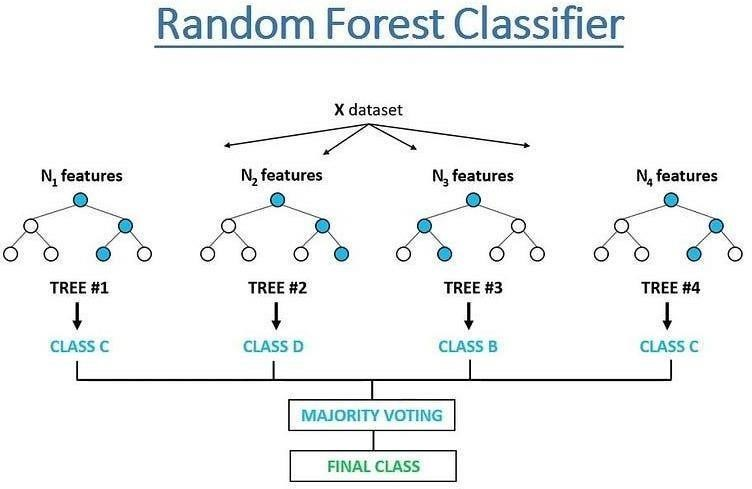 Random Forest Classifier
X dataset
N1 features
N2 features
N3 features
N4 features
TREE #1
TREE #2
TREE #3
TREE #4
CLASS C
CLASS D
CLASS B
CLASS C
MAJORITY VOTING
FINAL CLASS